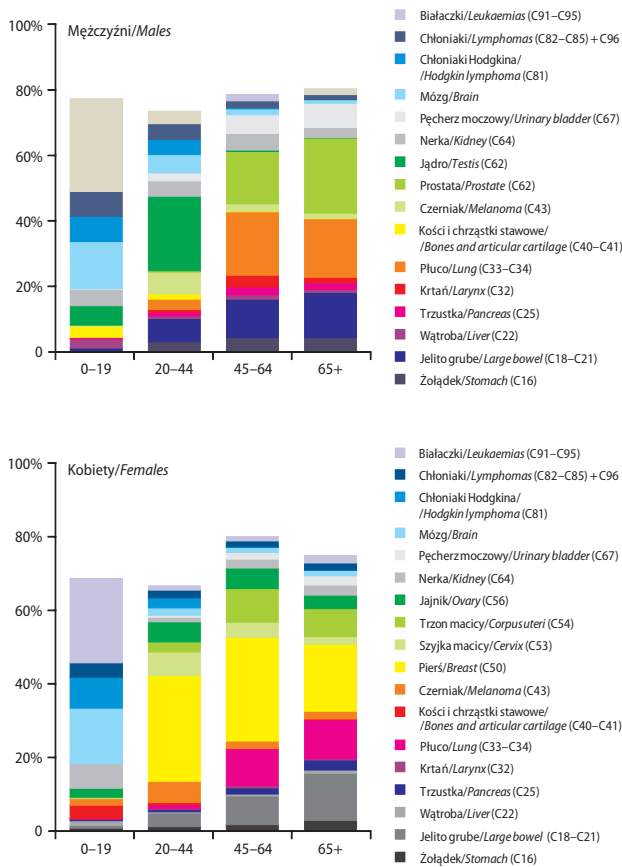 Mężczyźni/Males
100%
80%
60%
40%
20%
0
0–19
20–44
45–64
65+
Białaczki/Leukaemias (C91–C95)
Chłoniaki/Lymphomas (C82–C85) + C96
Chłoniaki Hodgkina/
/Hodgkin lymphoma (C81)
Mózg/Brain
Pęcherz moczowy/Urinary bladder (C67)
Nerka/Kidney (C64)
Jądro/Testis (C62)
Prostata/Prostate (C62)
Czerniak/Melanoma (C43)
Kości i chrząstki stawowe/
/Bones and articular cartilage (C40–C41)
Płuco/Lung (C33–C34)
Krtań/Larynx (C32)
Trzustka/Pancreas (C25)
Wątroba/Liver (C22)
Jelito grube/Large bowel (C18–C21)
Żołądek/Stomach (C16)
Kobiety/Females
100%
80%
60%
40%
20%
0
0–19
20–44
45–64
65+
Białaczki/Leukaemias (C91–C95)
Chłoniaki/Lymphomas (C82–C85) + C96
Chłoniaki Hodgkina/
/Hodgkin lymphoma (C81)
Mózg/Brain
Pęcherz moczowy/Urinary bladder (C67)
Nerka/Kidney (C64)
Jajnik/Ovary (C56)
Trzon macicy/Corpus uteri (C54)
Szyjka macicy/Cervix (C53)
Pierś/Breast (C50)
Czerniak/Melanoma (C43)
Kości i chrząstki stawowe/
/Bones and articular cartilage (C40–C41)
Płuco/Lung (C33–C34)
Krtań/Larynx (C32)
Trzustka/Pancreas (C25)
Wątroba/Liver (C22)
Jelito grube/Large bowel (C18–C21)
Żołądek/Stomach (C16)